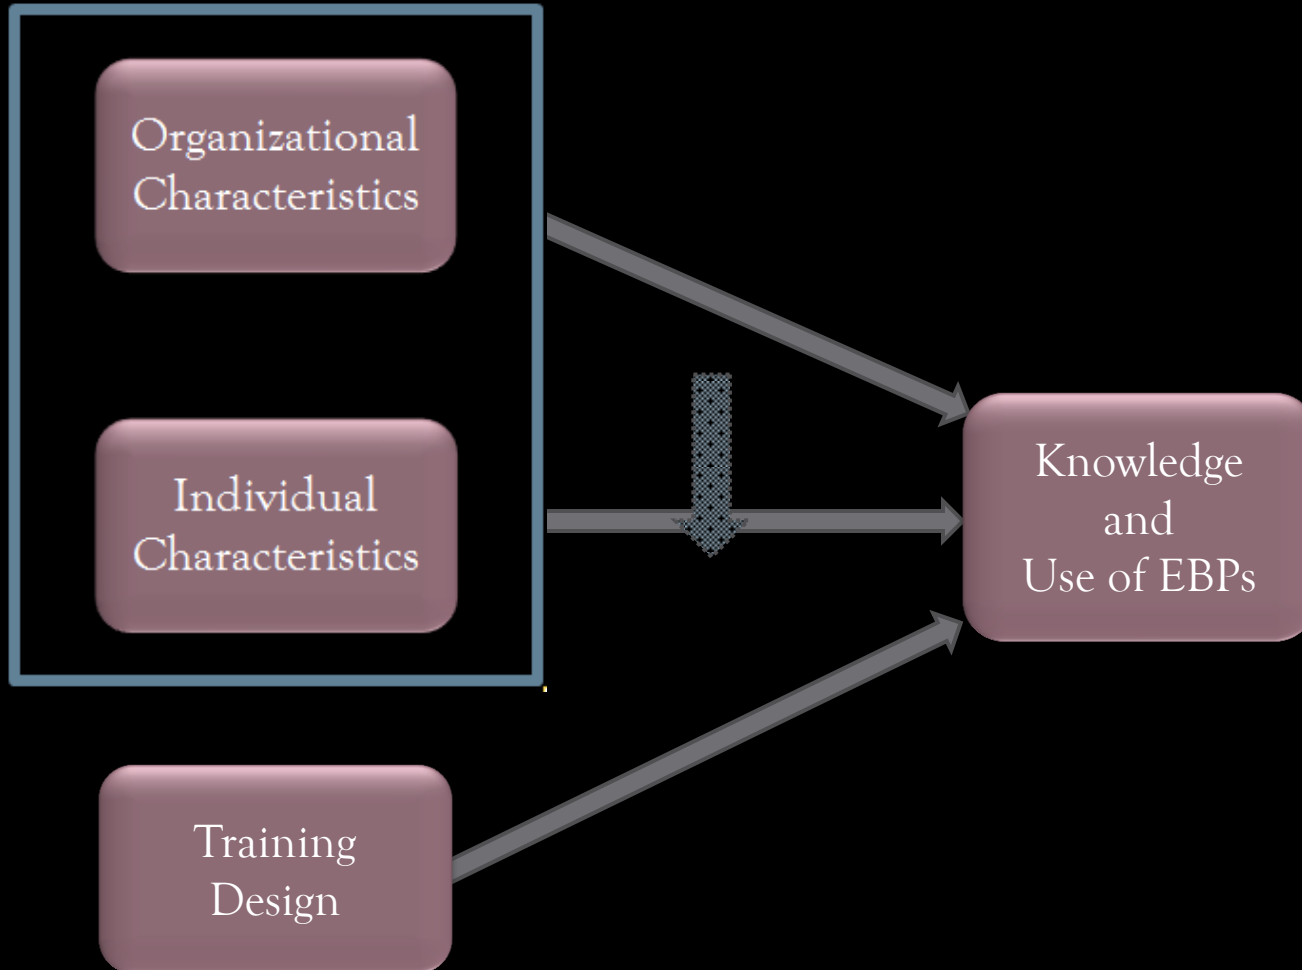 Organizational
Characteristics
Individual
Characteristics
Knowledge
and
Use of EBPs
Training
Design